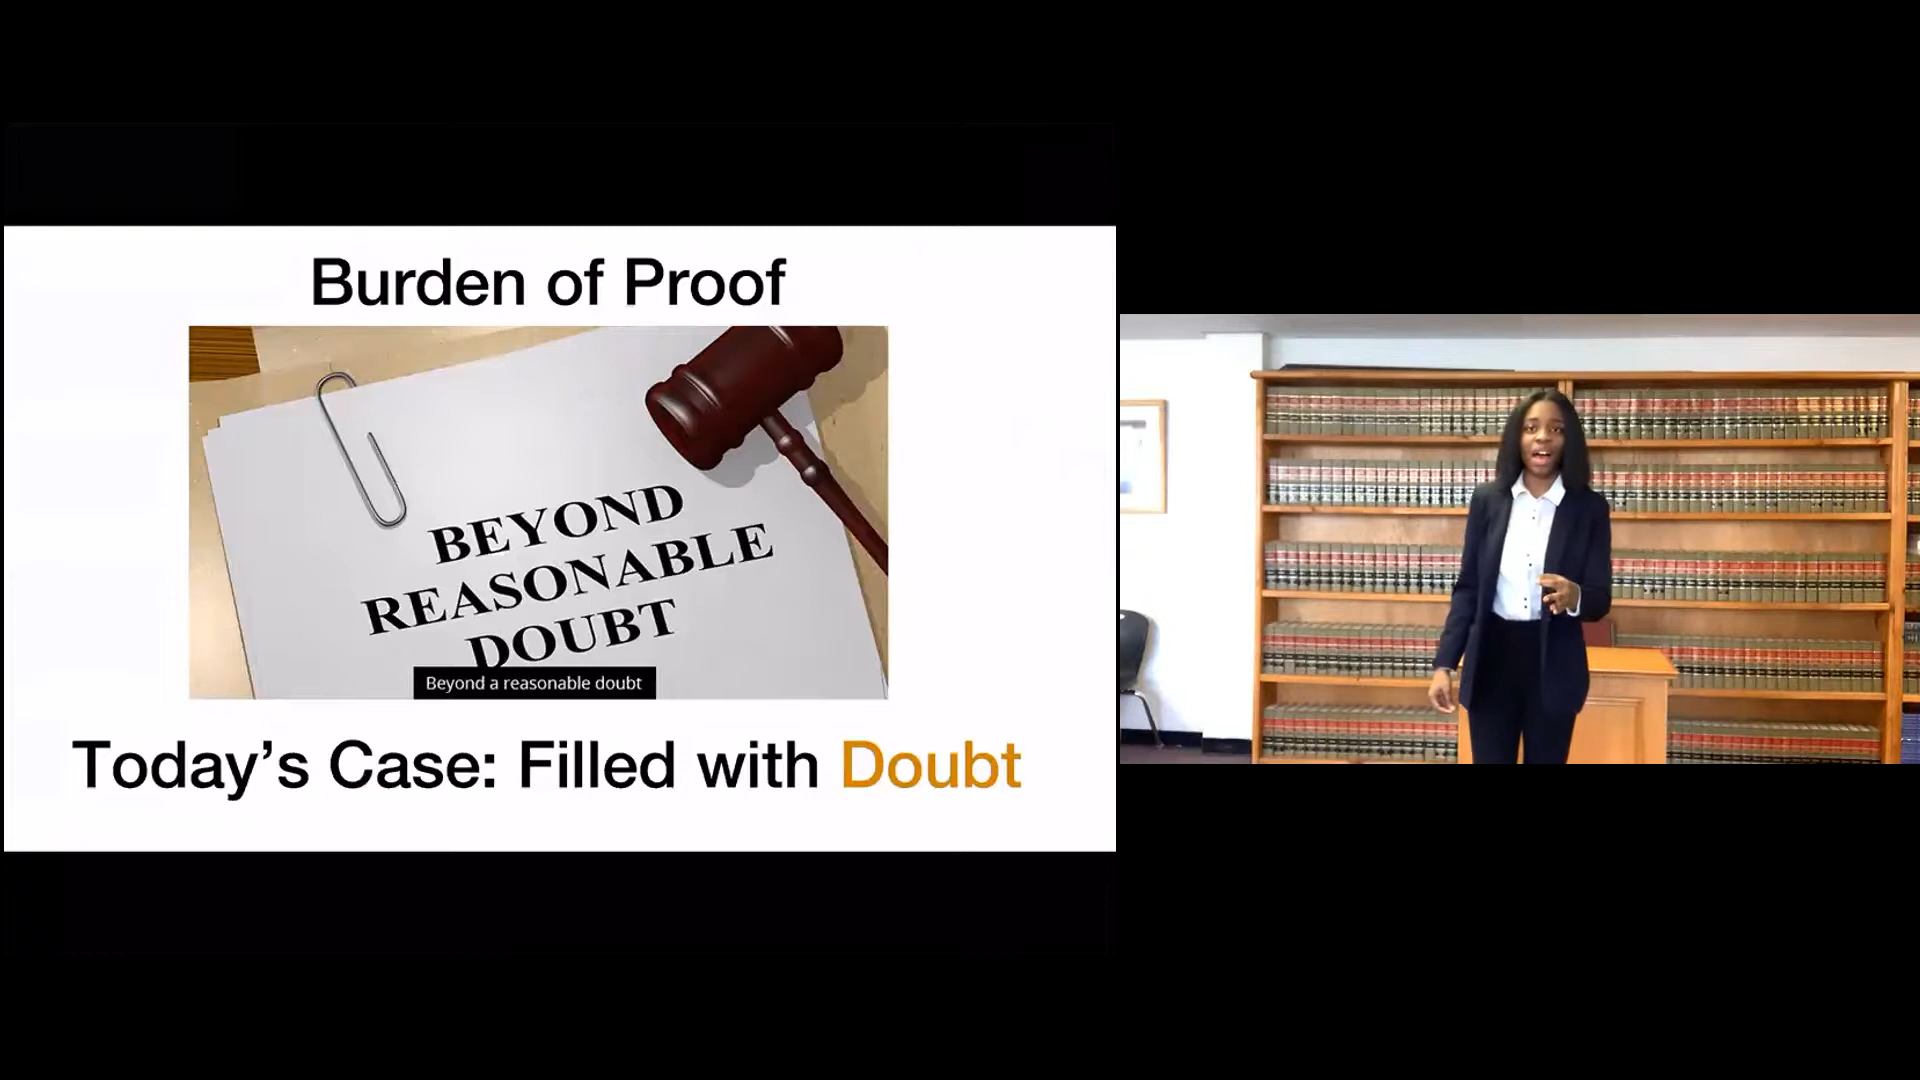 Burden of Proof
BEYOND
REASONABLE
DOUBT
Beyond a reasonable doubt
Today’s Case: Filled with Doubt